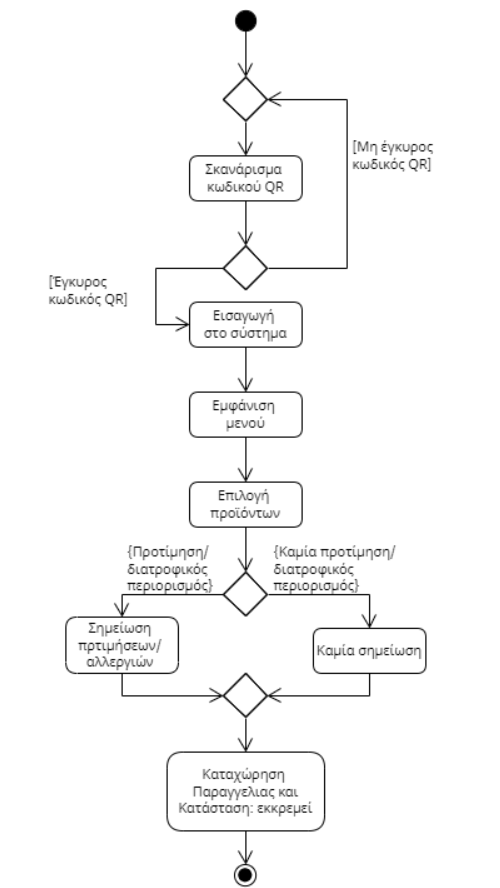 [Μη έγκυρος
κωδικός QR]
Σκανάρισμα
κωδικού QR
[Έγκυρος
κωδικός QR]
Εισαγωγή
στο σύστημα
Εμφάνιση
μενού
Επιλογή
προϊόντων
{Προτίμηση/
διατροφικός
περιορισμός}
{Καμία προτίμηση/
διατροφικός
περιορισμός}
Σημείωση
πρτιμήσεων/
αλλεργιών
Καμία σημείωση
Καταχώρηση
Παραγγελιας και
Κατάσταση: εκκρεμεί